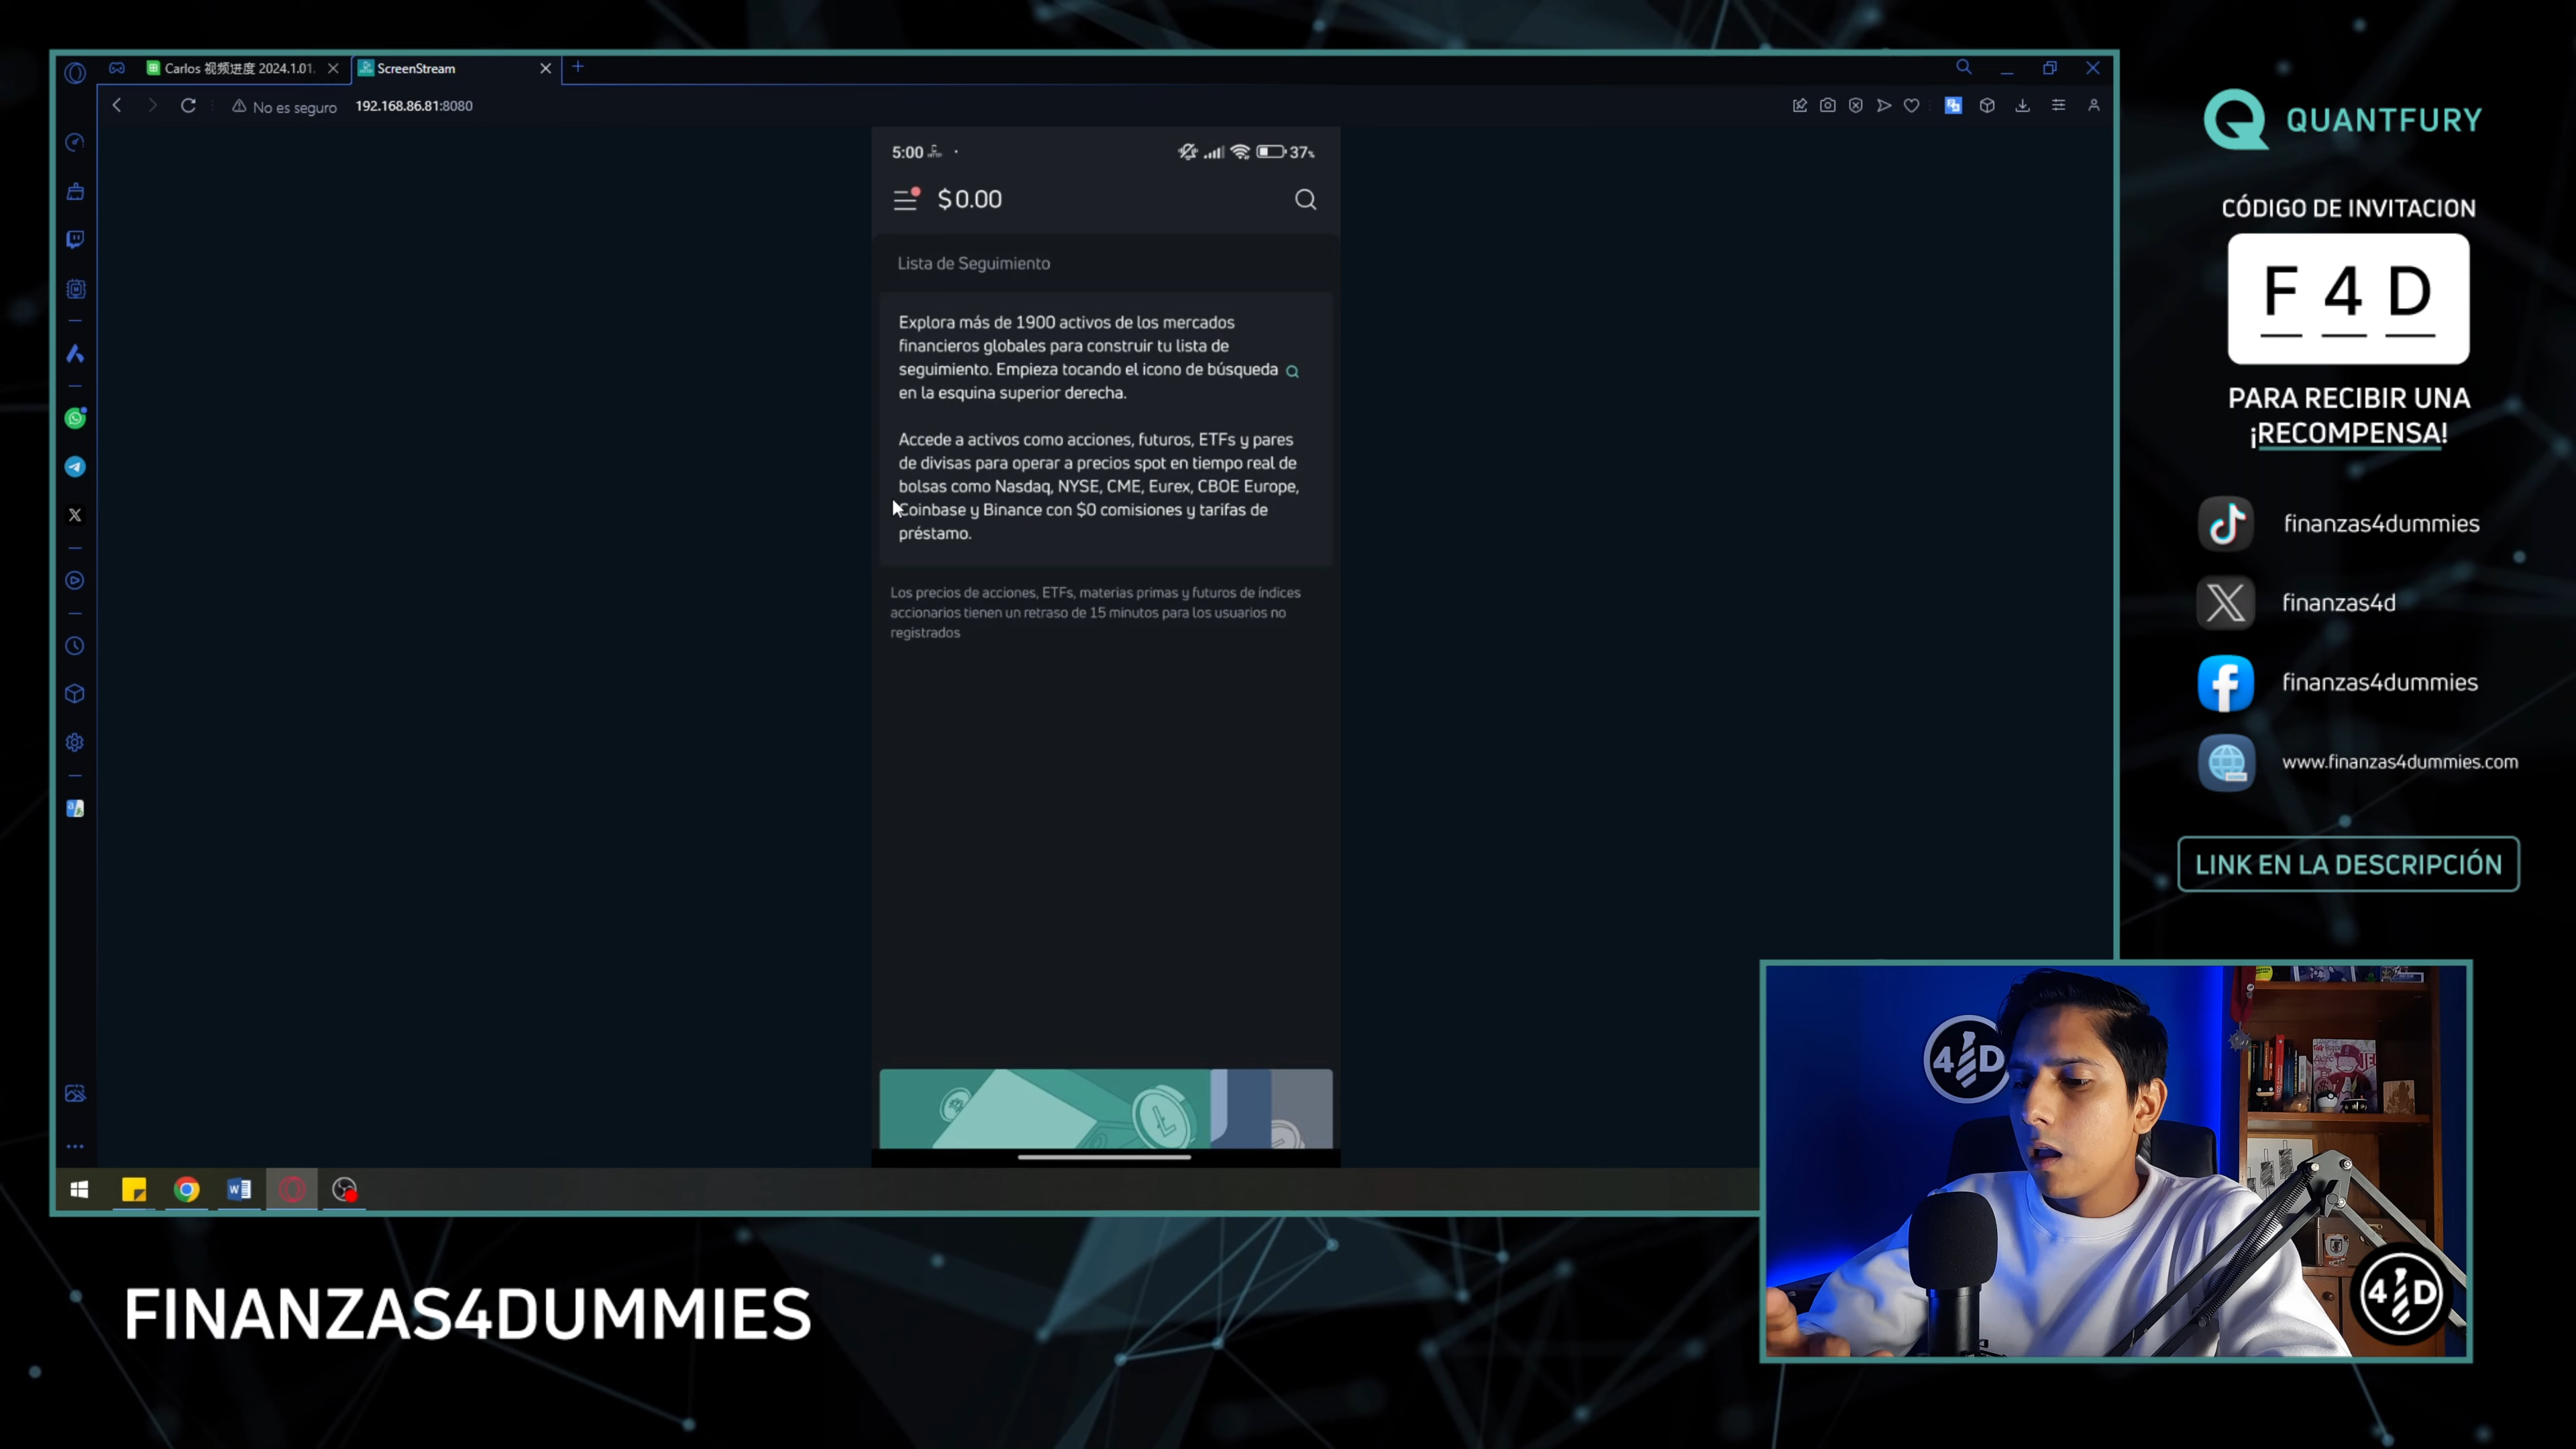 Carlos 视频进度 2024.1.01.
ScreenStream
No es seguro
192.168.86.81:8080
5:00
37%
$0.00
Lista de Seguimiento
Explora más de 1900 activos de los mercados
financieros globales para construir tu lista de
seguimiento. Empieza tocando el icono de búsqueda
en la esquina superior derecha.
Accede a activos como acciones, futuros, ETFs y pares
de divisas para operar a precios spot en tiempo real de
bolsas como Nasdaq, NYSE, CME, Eurex, CBOE Europe,
Coinbase y Binance con $0 comisiones y tarifas de
préstamo.
Los precios de acciones, ETFs, materias primas y futuros de índices
accionarios tienen un retraso de 15 minutos para los usuarios no
registrados
QUANTFURY
CÓDIGO DE INVITACION
F 4 D
PARA RECIBIR UNA
¡RECOMPENSA!
finanzas4dummies
finanzas4d
finanzas4dummies
www.finanzas4dummies.com
LINK EN LA DESCRIPCIÓN
4D
4D
FINANZAS4DUMMIES